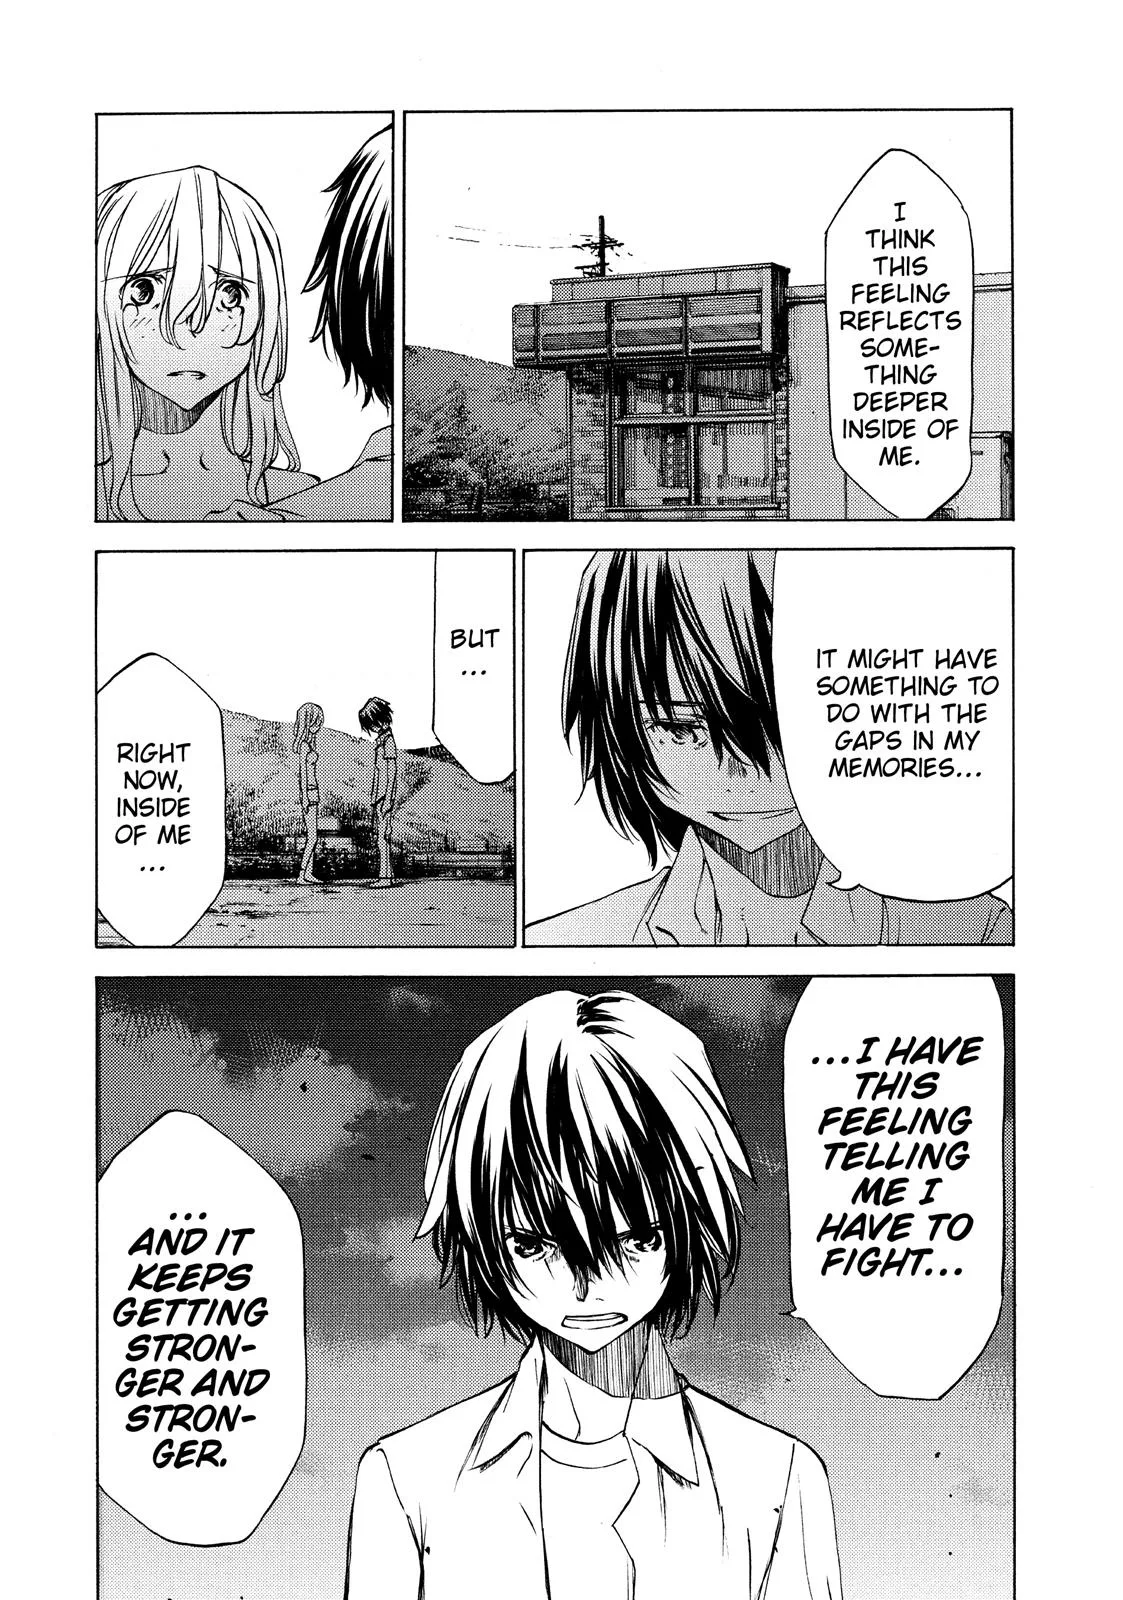 I
THINK
THIS
FEELING
REFLECTS
SOME-
THING
DEEPER
INSIDE OF
ME.
IT MIGHT HAVE
SOMETHING TO
DO WITH THE
GAPS IN MY
MEMORIES...
BUT
...
RIGHT
NOW,
INSIDE
OF ME
...
...I HAVE
THIS
FEELING
TELLING
ME I
HAVE TO
FIGHT...
...
AND IT
KEEPS
GETTING
STRON-
GER AND
STRON-
GER.